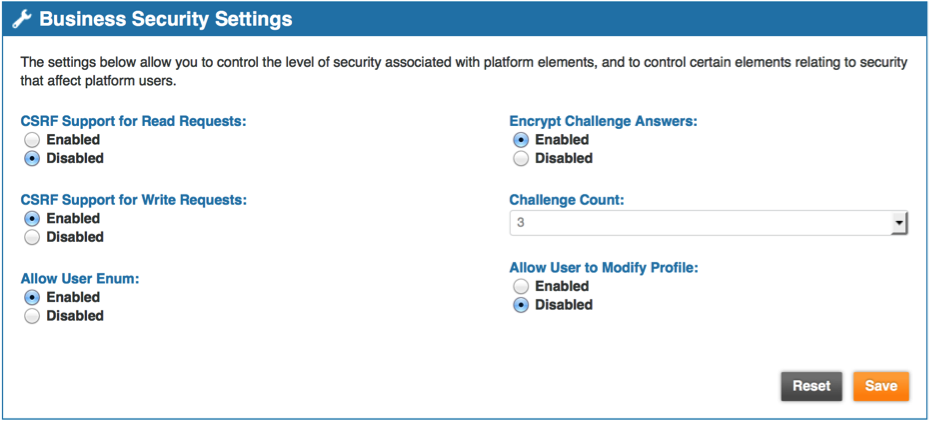 Business Security Settings
The settings below allow you to control the level of security associated with platform elements, and to control certain elements relating to security
that affect platform users.
CSRF Support for Read Requests:
Enabled
Disabled
CSRF Support for Write Requests:
Enabled
Disabled
Allow User Enum:
Enabled
Disabled
Encrypt Challenge Answers:
Enabled
Disabled
Challenge Count:
3
Allow User to Modify Profile:
Enabled
Disabled
Reset
Save